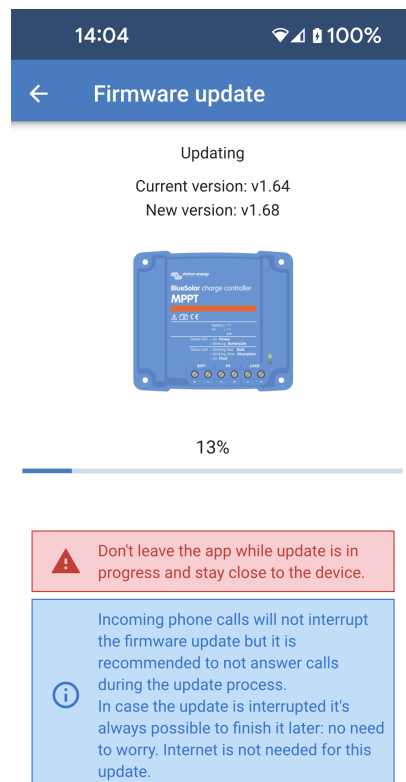 14:04 100%
Firmware update
Updating
Current version: v1.64
New version: v1.68
victron energy
BlueSolar charge controller
MPPT
CE
BATT PV LOAD
13%
Don't leave the app while update is in
progress and stay close to the device.
Incoming phone calls will not interrupt
the firmware update but it is
recommended to not answer calls
during the update process.
In case the update is interrupted it's
always possible to finish it later: no need
to worry. Internet is not needed for this
update.